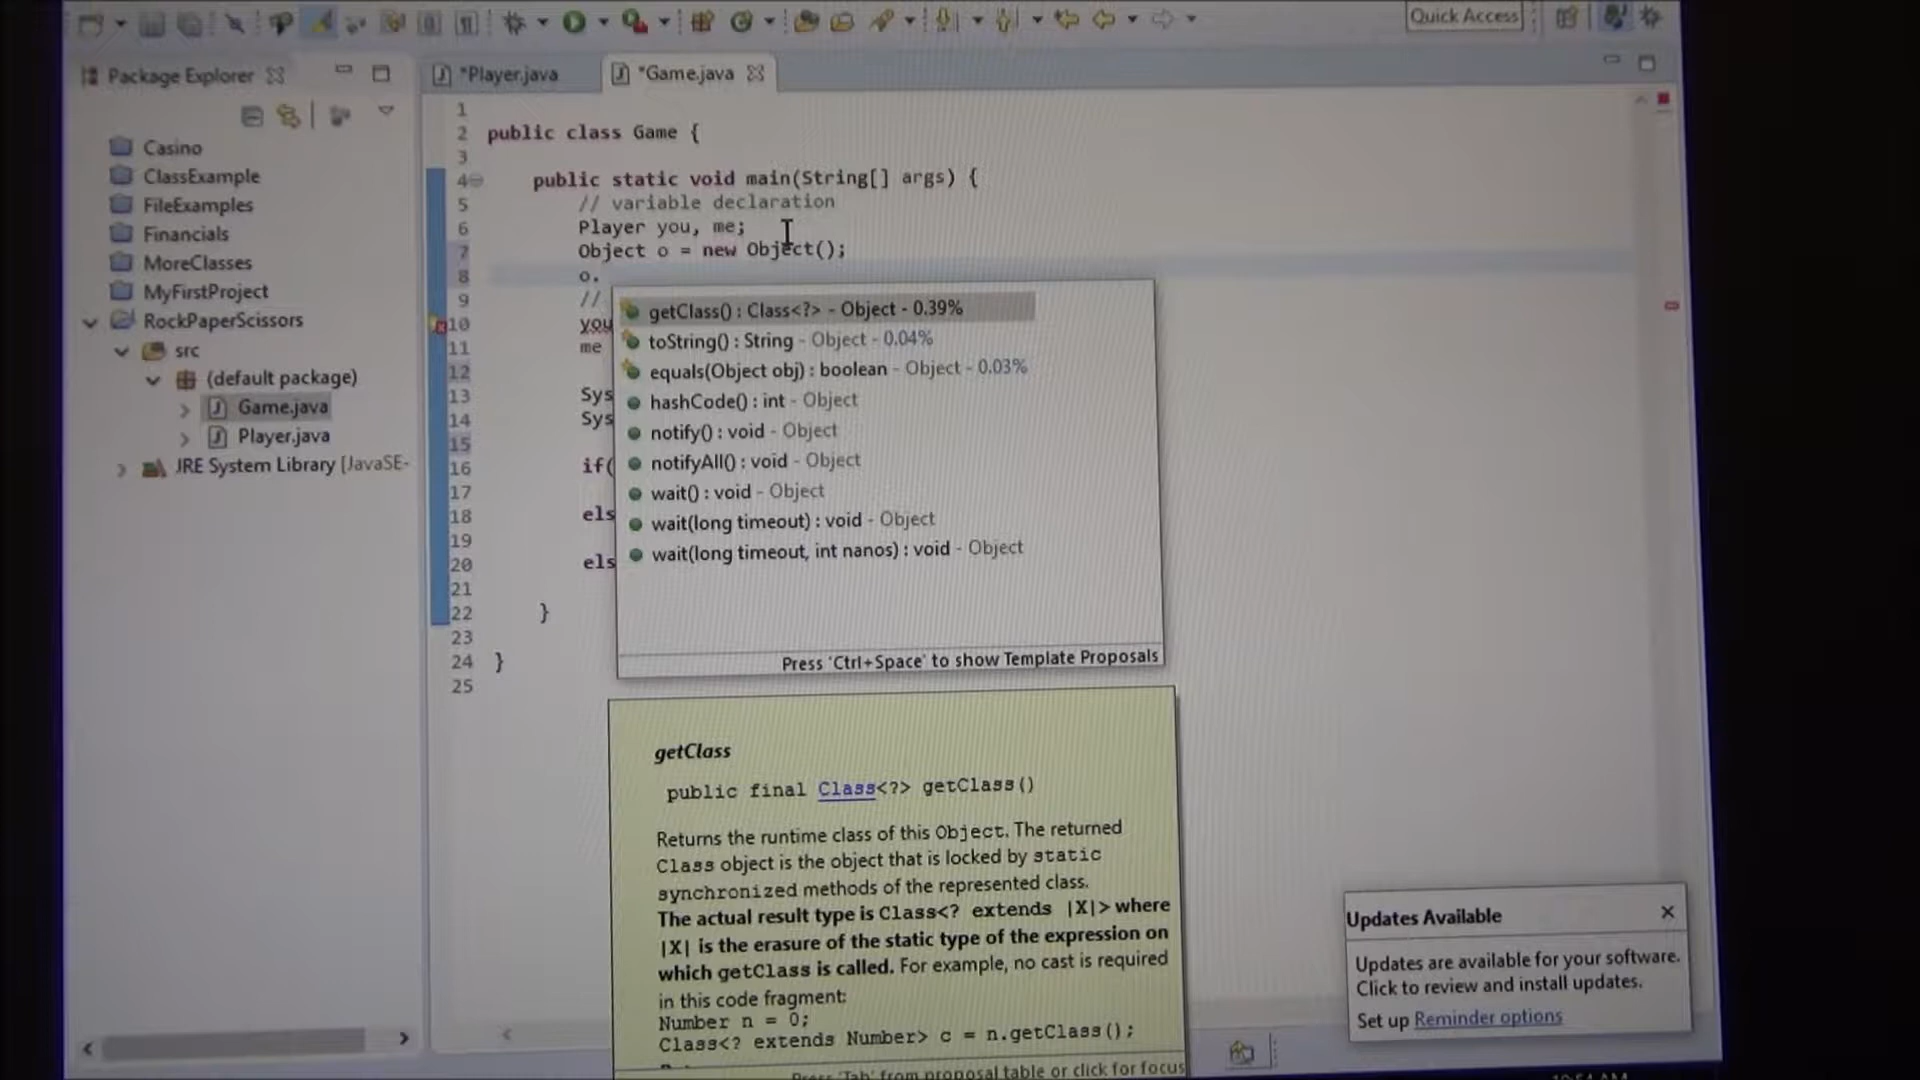 Quick Access
Package Explorer
*Player.java
*Game.java
Casino
ClassExample
FileExamples
Financials
MoreClasses
MyFirstProject
RockPaperScissors
src
(default package)
Game.java
Player.java
JRE System Library [JavaSE-
1
2 public class Game {
3
4 public static void main(String[] args) {
5 // variable declaration
6 Player you, me;
7 Object o = new Object();
8 o.
9 //
10 you
11 me
12
13 Sys
14 Sys
15
16 if(
17
18 els
19
20 els
21
22 }
23
24 }
25
getClass() : Class<?> - Object - 0.39%
toString() : String - Object - 0.04%
equals(Object obj) : boolean - Object - 0.03%
hashCode() : int - Object
notify() : void - Object
notifyAll() : void - Object
wait() : void - Object
wait(long timeout) : void - Object
wait(long timeout, int nanos) : void - Object
Press 'Ctrl+Space' to show Template Proposals
getClass
public final Class<?> getClass()
Returns the runtime class of this Object. The returned
Class object is the object that is locked by static
synchronized methods of the represented class.
The actual result type is Class<? extends |X|> where
|X| is the erasure of the static type of the expression on
which getClass is called. For example, no cast is required
in this code fragment:
Number n = 0;
Class<? extends Number> c = n.getClass();
Press 'Tab' from proposal table or click for focus
Updates Available
Updates are available for your software.
Click to review and install updates.
Set up Reminder options